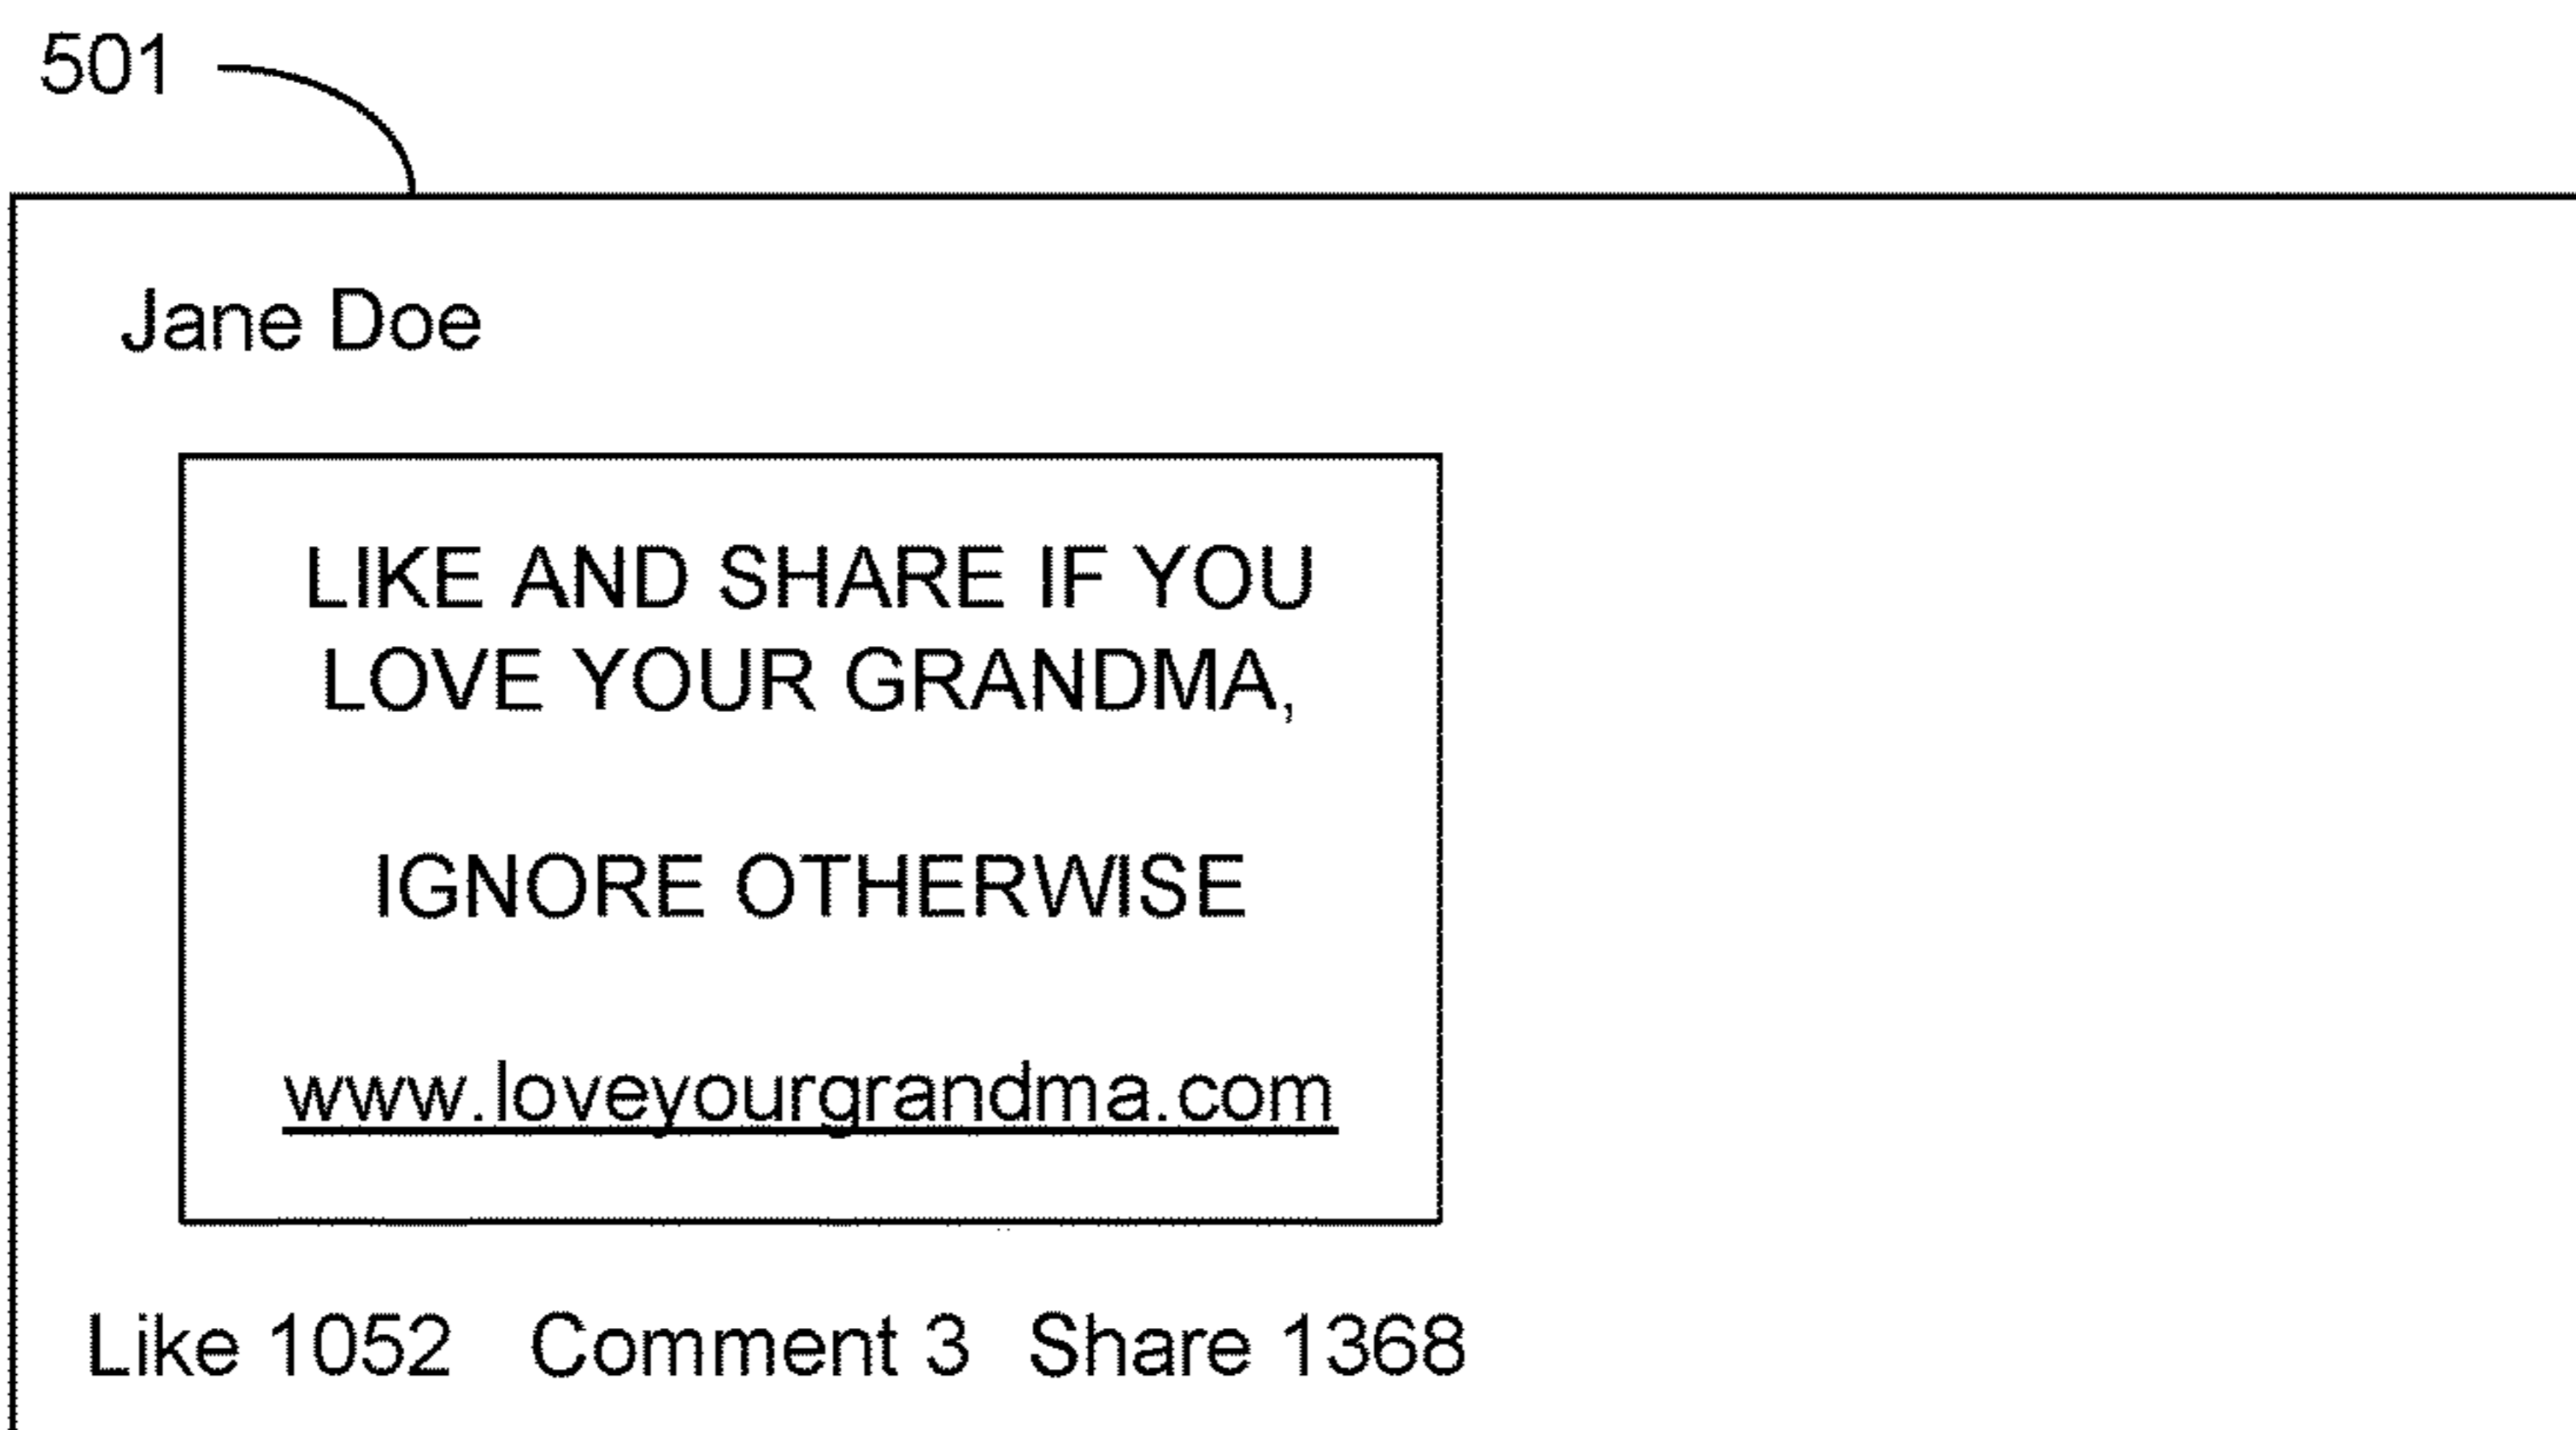 501
Jane Doe
LIKE AND SHARE IF YOU
LOVE YOUR GRANDMA,
IGNORE OTHERWISE
www.loveyourgrandma.com
Like 1052 Comment 3 Share 1368